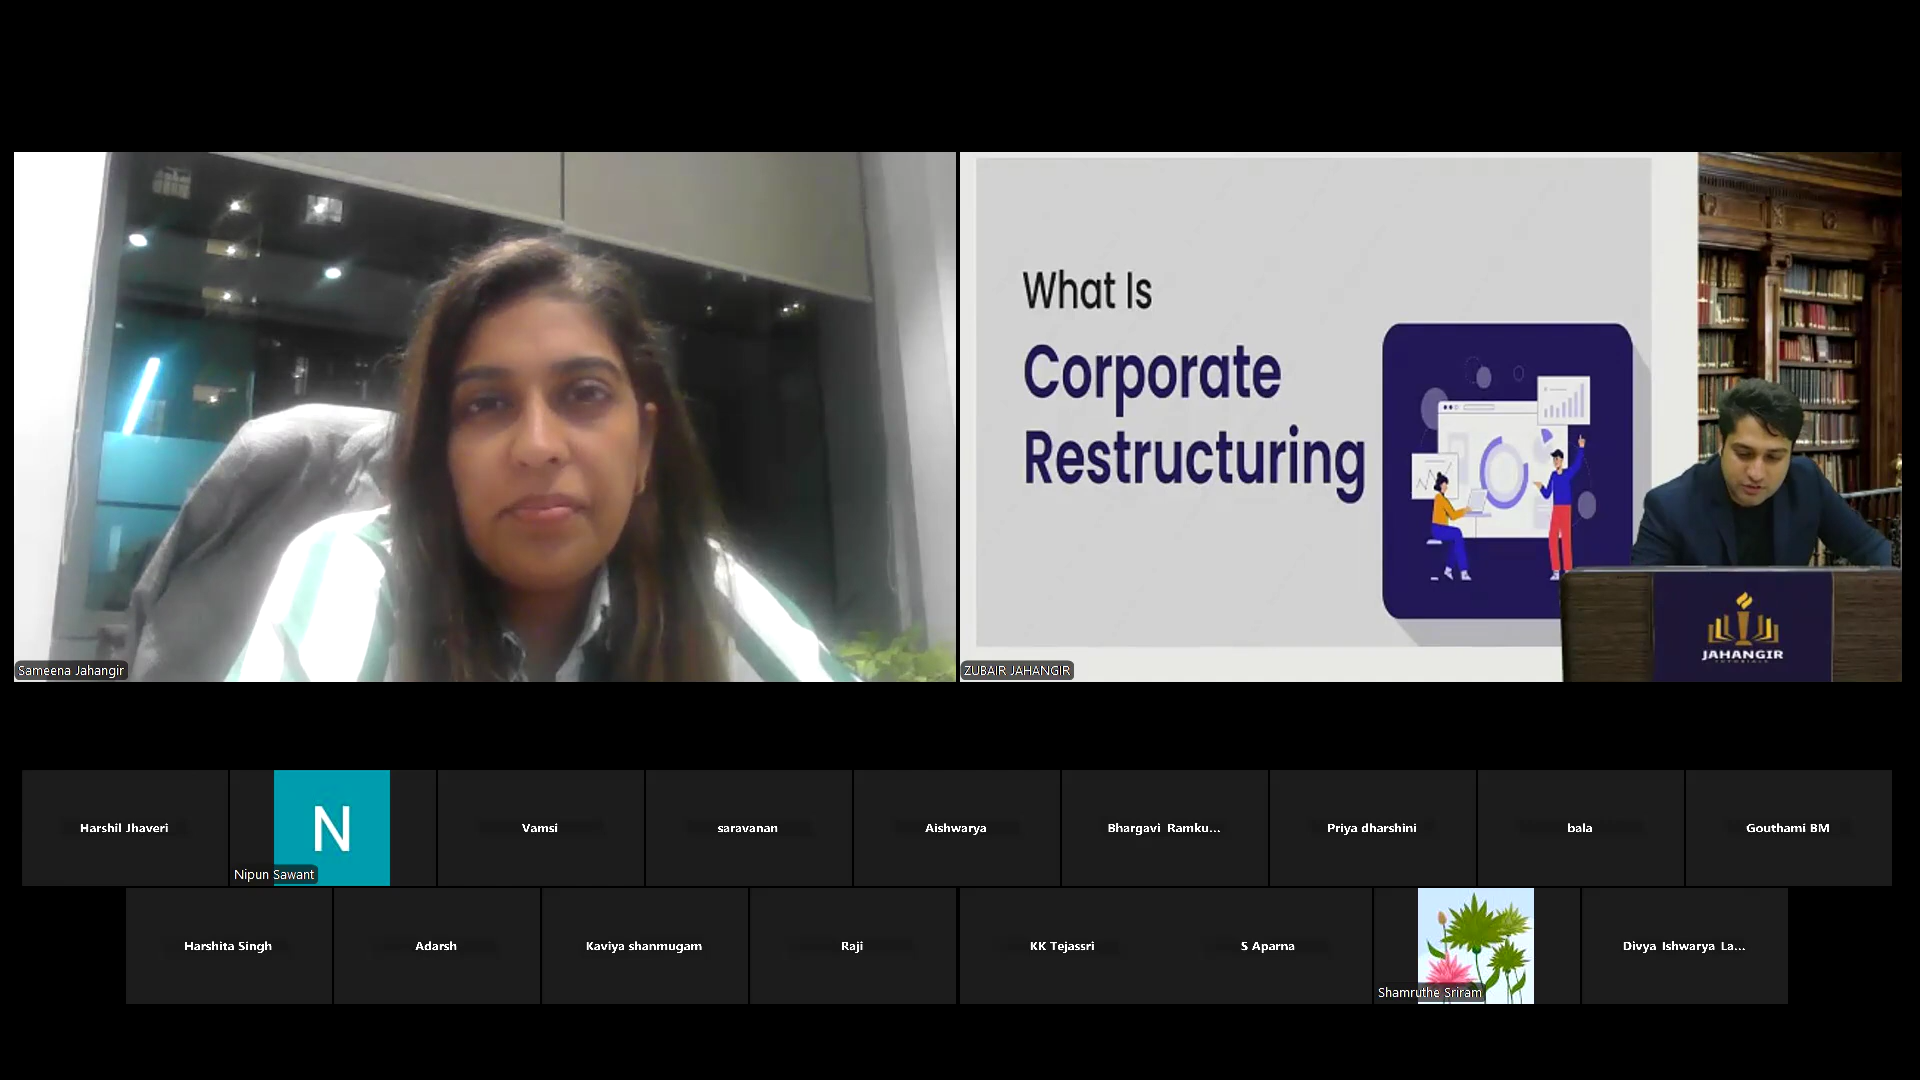 What Is
Corporate
Restructuring
JAHANGIR
Sameena Jahangir
ZUBAIR JAHANGIR
Harshil Jhaveri
N
Nipun Sawant
Vamsi
saravanan
Aishwarya
Bhargavi Ramku...
Priya dharshini
bala
Gouthami BM
Harshita Singh
Adarsh
Kaviya shanmugam
Raji
KK Tejassri
S Aparna
Shamruthe Sriram
Divya Ishwarya La...